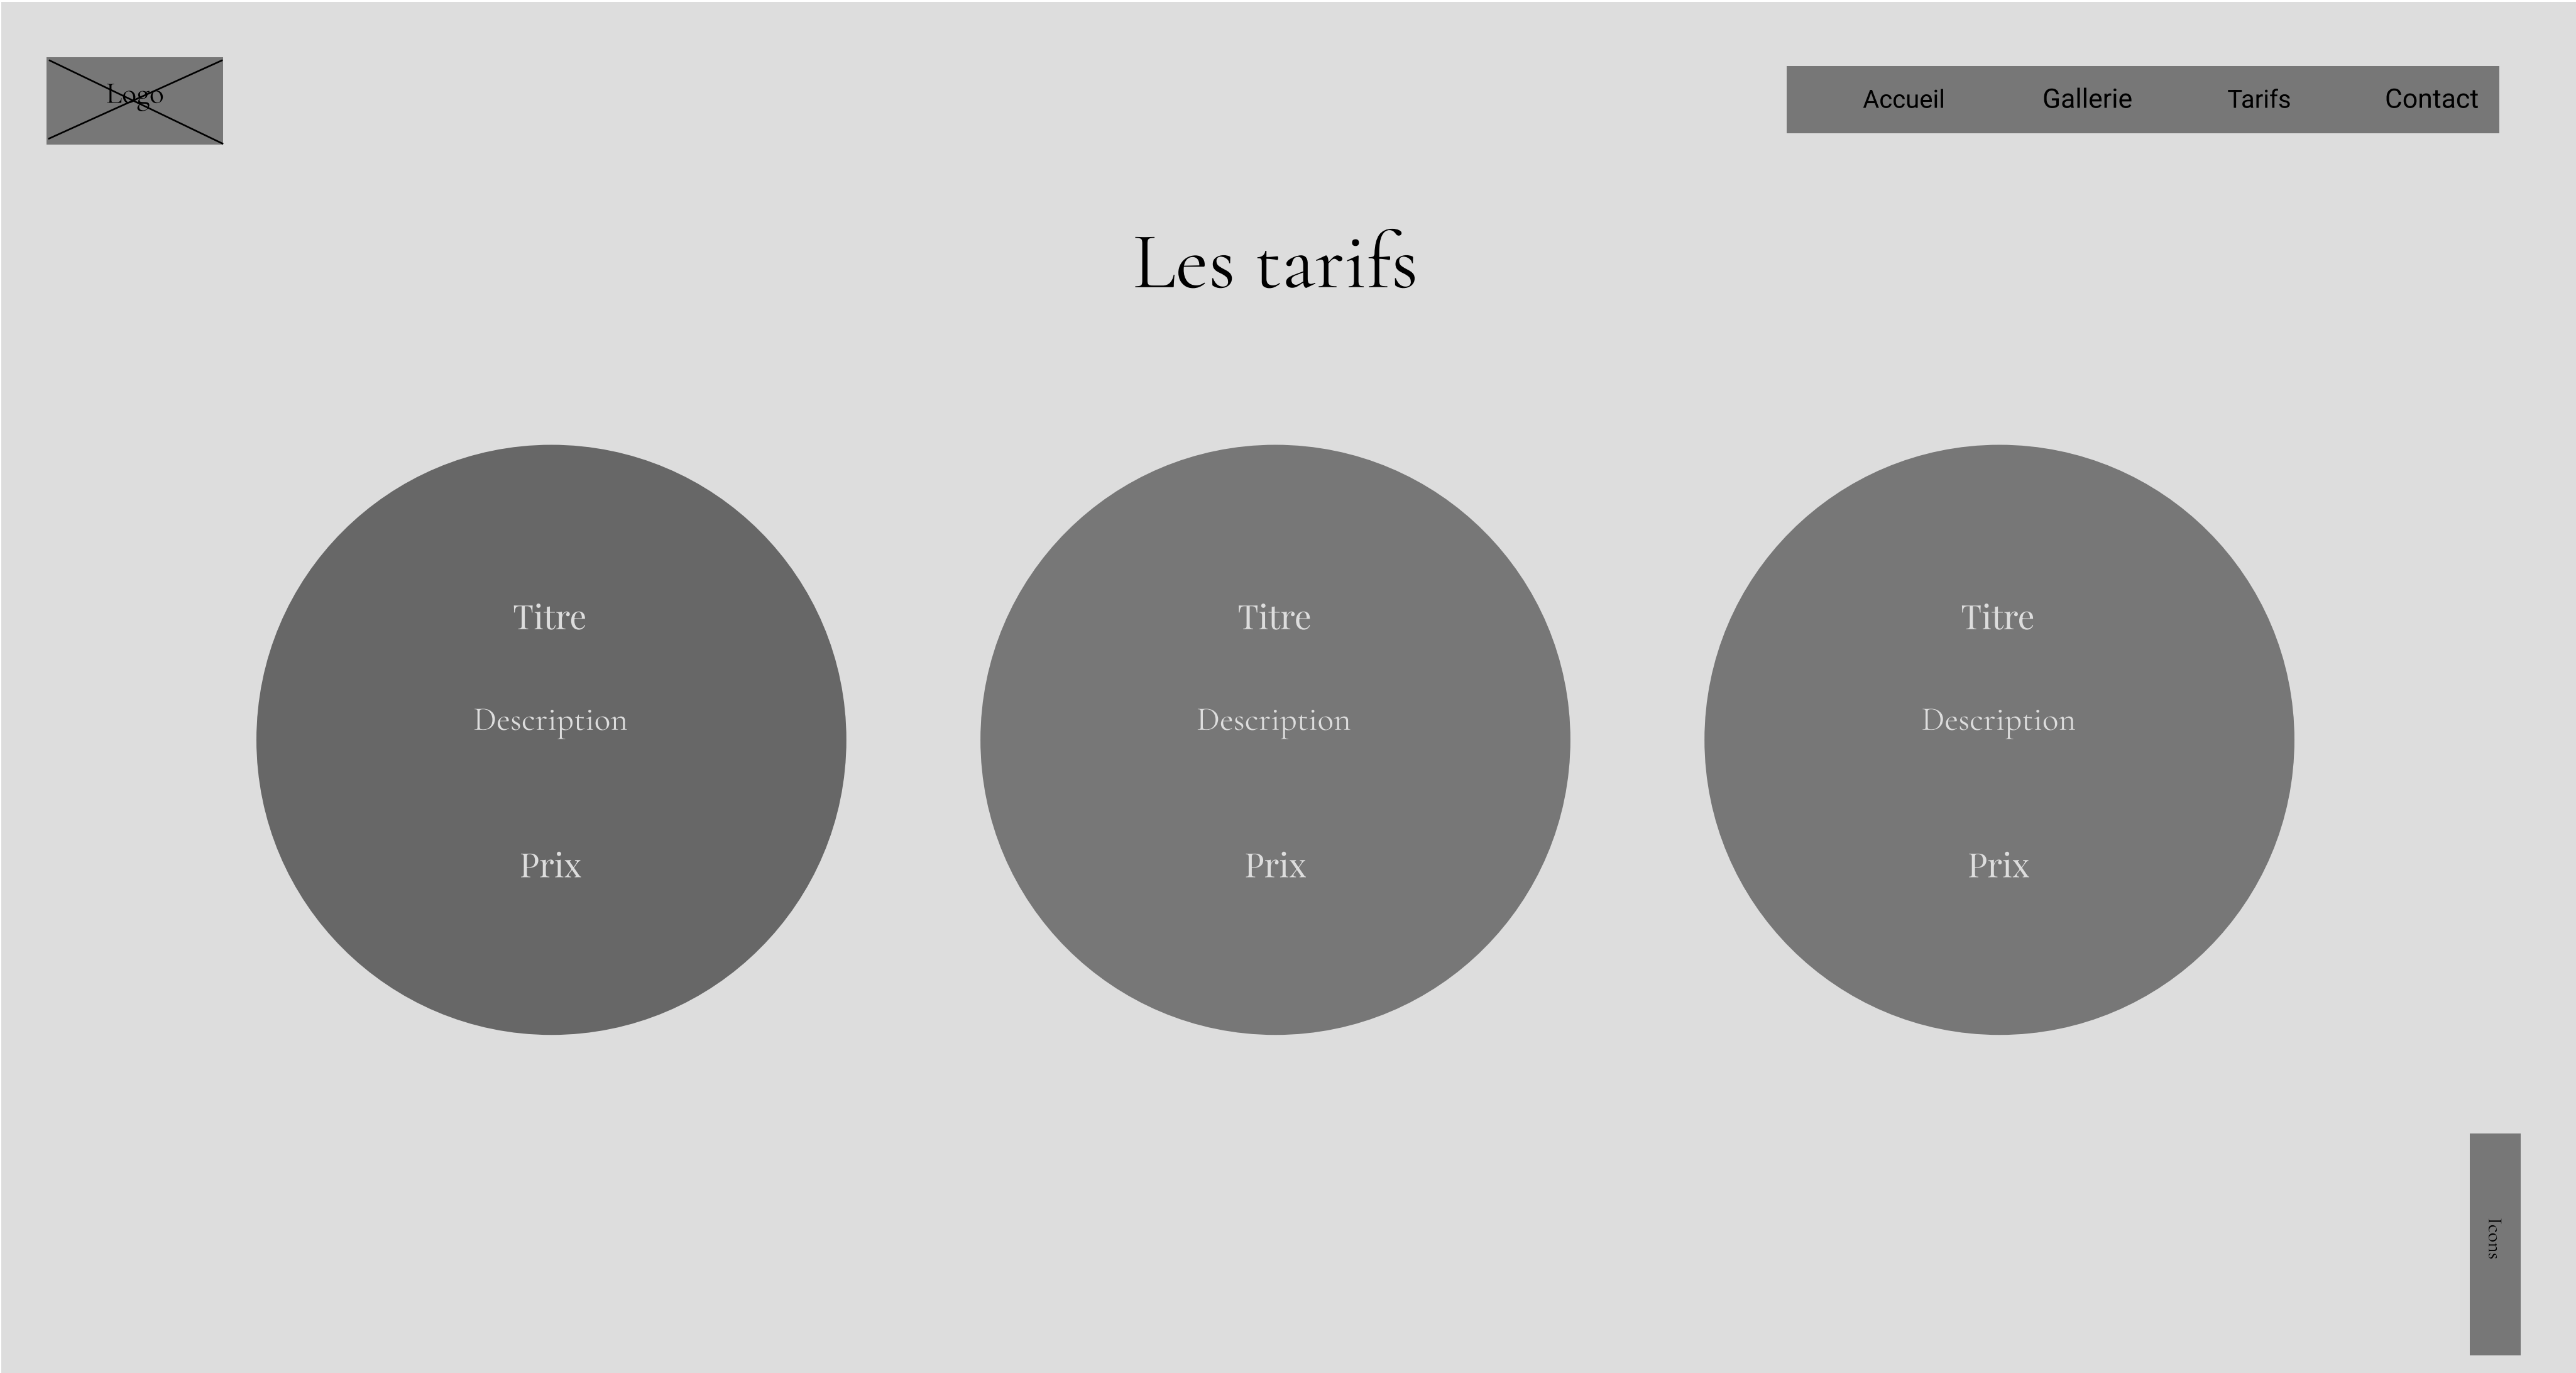 Logo
Accueil Gallerie Tarifs Contact
Les tarifs
Titre
Description
Prix
Titre
Description
Prix
Titre
Description
Prix
Icons